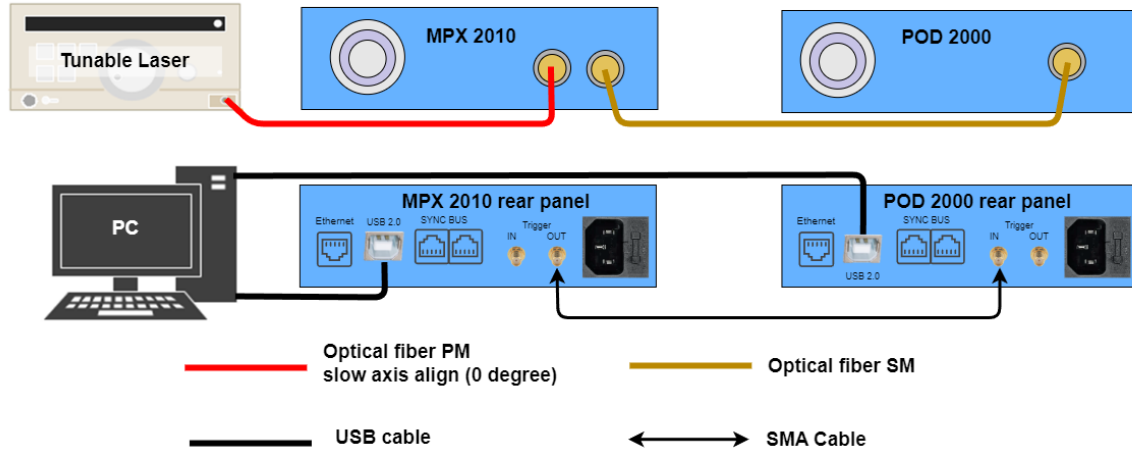 Tunable Laser
MPX 2010
POD 2000
PC
MPX 2010 rear panel
Ethernet
USB 2.0
SYNC BUS
Trigger
IN
OUT
POD 2000 rear panel
Ethernet
USB 2.0
SYNC BUS
Trigger
IN
OUT
Optical fiber PM
slow axis align (0 degree)
Optical fiber SM
USB cable
SMA Cable